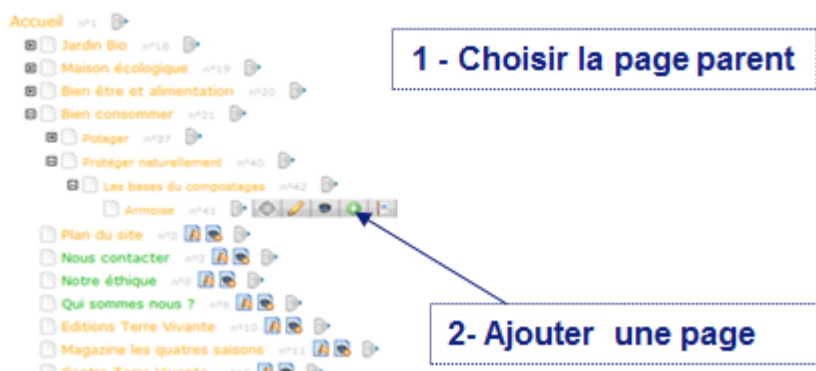 Accueil n°1
Jardin Bio n°18
1 - Choisir la page parent
Maison écologique n°19
Bien être et alimentation n°20
Bien consommer n°21
Potager n°37
Protéger naturellement n°40
Les bases du compostages n°42
Armoise n°41
Plan du site n°2
Nous contacter n°3
Notre éthique n°8
Qui sommes nous ? n°9
2- Ajouter une page
Editions Terre Vivante n°10
Magazine les quatres saisons n°11
Centre Terre Vivante